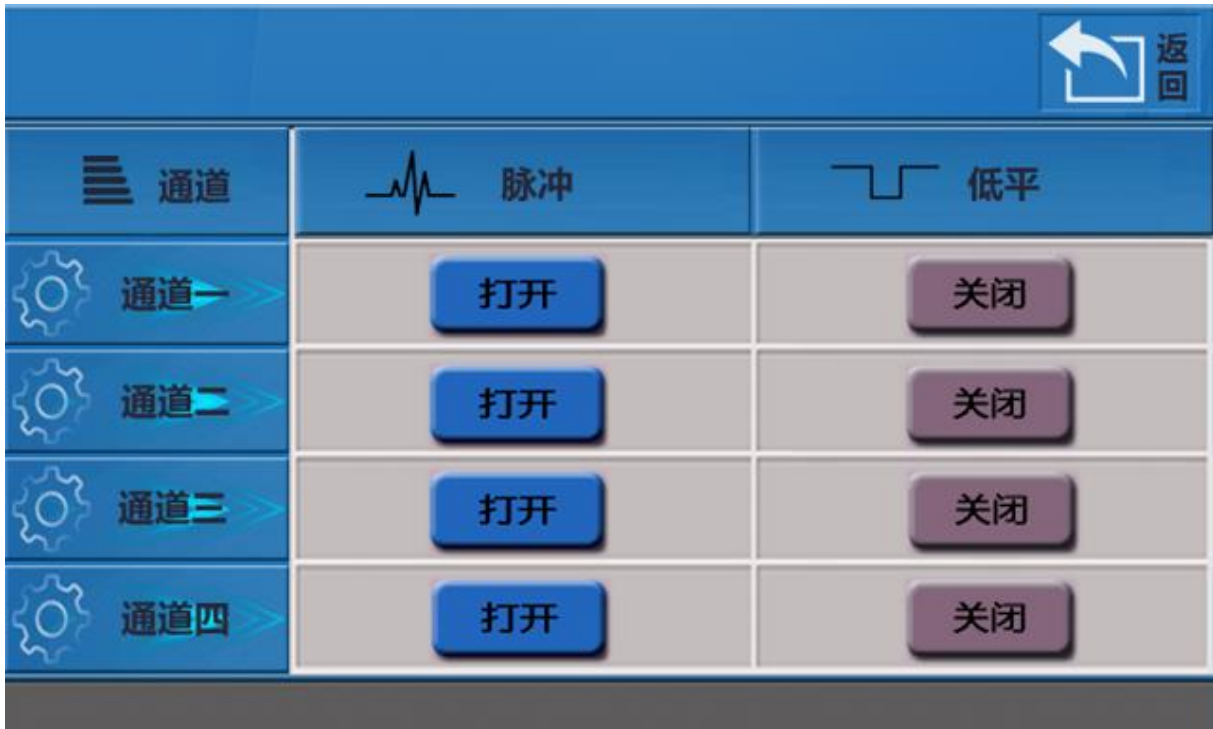 返回
通道 脉冲 低平
通道一 打开 关闭
通道二 打开 关闭
通道三 打开 关闭
通道四 打开 关闭